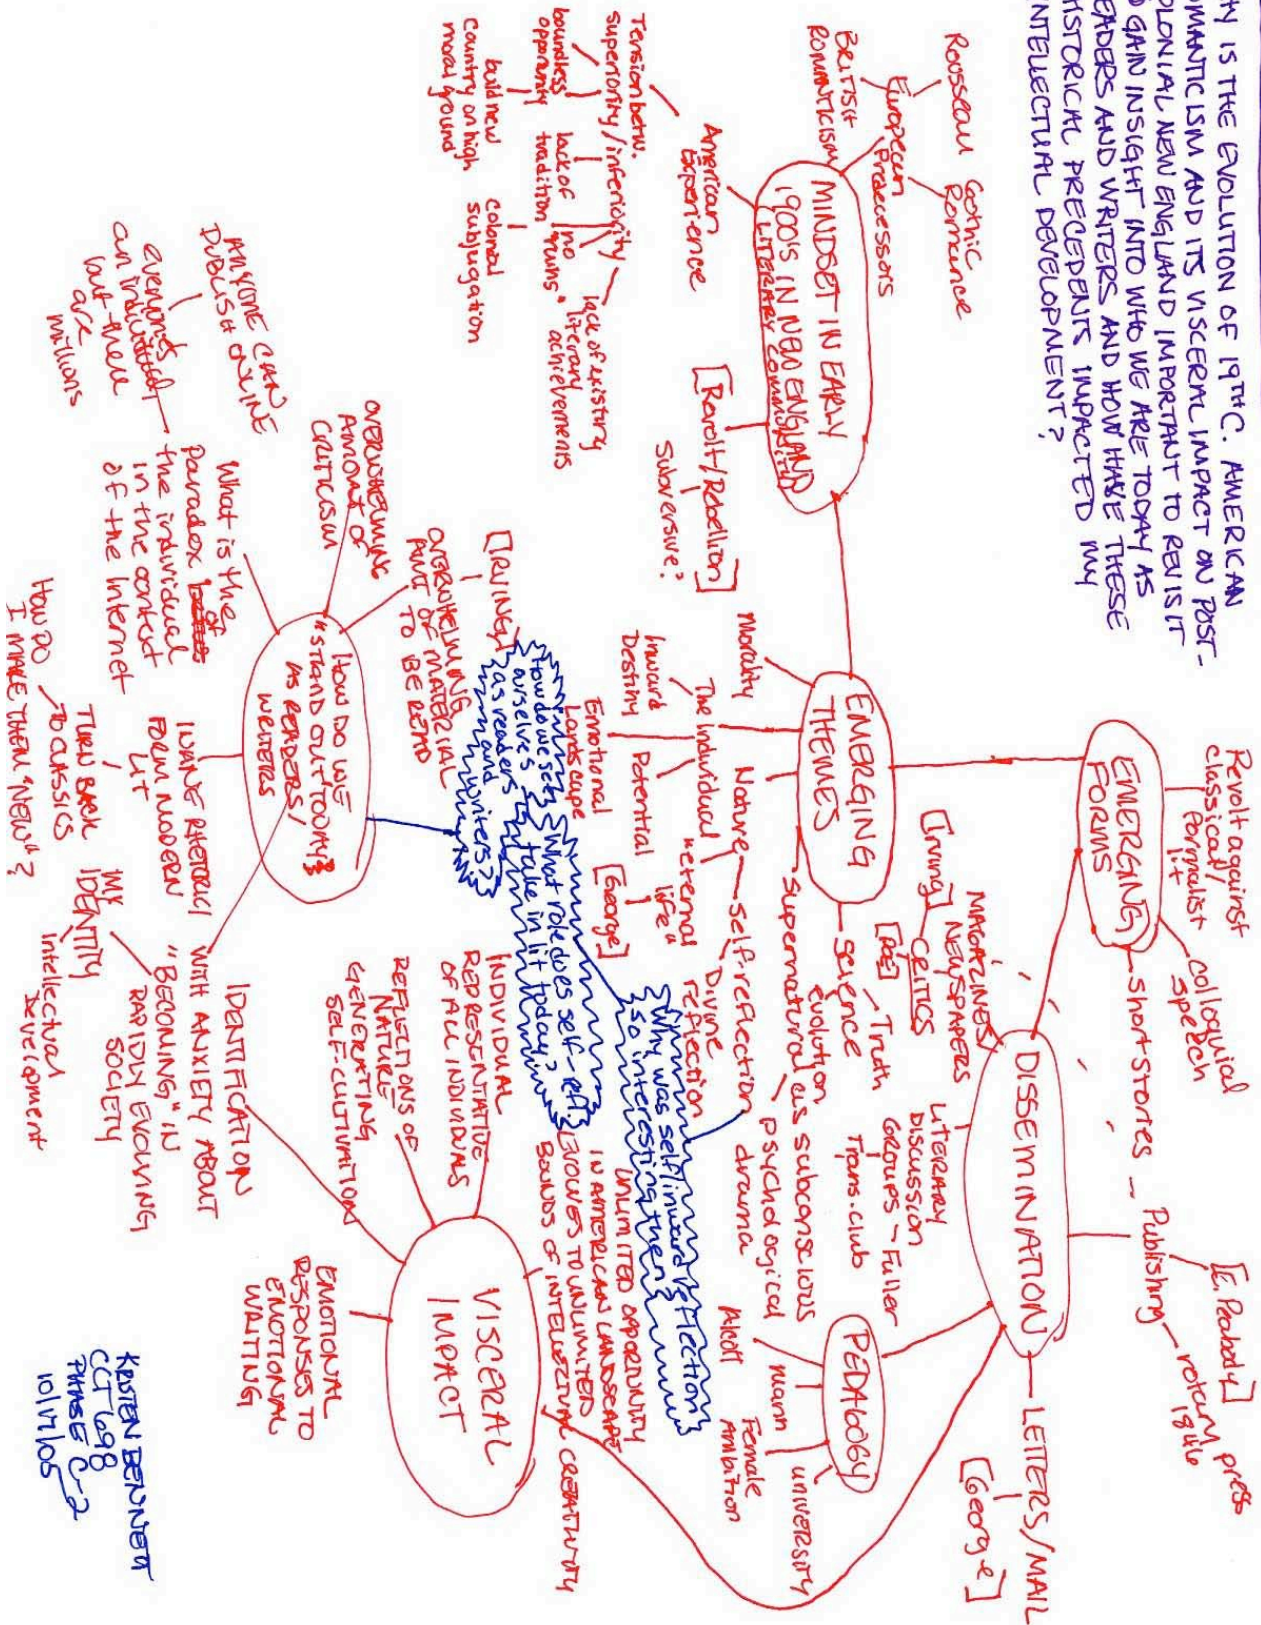 HY IS THE EVOLUTION OF 19TH C. AMERICAN
OMANTICISM AND ITS VISCERAL IMPACT ON POST-
OLONIAL NEW ENGLAND IMPORTANT TO REVISIT
O GAIN INSIGHT INTO WHO WE ARE TODAY AS
EADERS AND WRITERS AND HOW HAVE THESE
HISTORICAL PRECEDENTS IMPACTED MY
INTELLECTUAL DEVELOPMENT?
Rousseau
Gothic
Romance
European
Predecessors
BRITISH
ROMANTICISM
MINDSET IN EARLY
1900'S IN NEW ENGLAND
LITERARY COMMUNITY
American
Experience
Tension betw.
superiority/inferiority
boundless
opportunity
build new
country on high
moral ground
lack of
tradition
no
"ruins"
colonial
subjugation
lack of existing
literary
achievements
[Revolt/Rebellion]
Subversive?
EMERGING
THEMES
Morality
The Individual
Inward
Destiny
Emotional
Landscape
Potential
Nature
"eternal
life"
[George]
self-reflection
Divine
reflection
Science
Truth
evolution
Supernatural as subconscious
psychological
drama
EMERGING
FORMS
Revolt against
classical/
formalist
lit
colloquial
speech
short stories
Publishing
[E. Peabody]
rotary press
1846
DISSEMINATION
MAGAZINES/
NEWSPAPERS
[Irving]
CRITICS
[POE]
LITERARY
DISCUSSION
GROUPS - Fuller
Trans. club
LETTERS/MAIL
[George]
PEDAGOGY
Alcott
Mann
university
Female
Ambition
Why was self/inward reflection
so interesting then?
What role does self-refl
take in lit today?
How do we see
ourselves
as readers
and
writers?
VISCERAL
IMPACT
UNLIMITED OPPORTUNITY
IN AMERICAN LANDSCAPE
EVOLVES TO UNLIMITED
BOUNDS OF INTELLECTUAL CREATIVITY
INDIVIDUAL
REPRESENTATIVE
OF ALL INDIVIDUALS
REFLECTIONS OF
NATURE
GENERATING
SELF-CULTIVATION
EMOTIONAL
RESPONSES TO
EMOTIONAL
WRITING
IDENTIFICATION
WITH ANXIETY ABOUT
"BECOMING" IN
RAPIDLY EVOLVING
SOCIETY
MY
IDENTITY
Intellectual
Development
HOW DO WE
"STAND OUT" TODAY
AS READERS/
WRITERS
[IRVING]
OVERWHELMING
AMT OF MATERIAL
TO BE READ
OVERWHELMING
AMOUNT OF
CRITICISM
What is the
paradox of
the individual
in the context
of the Internet
everyone's
an individual
but there
are
millions
ANYONE CAN
PUBLISH ONLINE
INANE RHETORIC/
FORM MODERN
LIT
TURN BACK
TO CLASSICS
HOW DO
I MAKE THEM "NEW"?
KRISTEN BENNETT
CCT 698
PHASE C-2
10/17/05